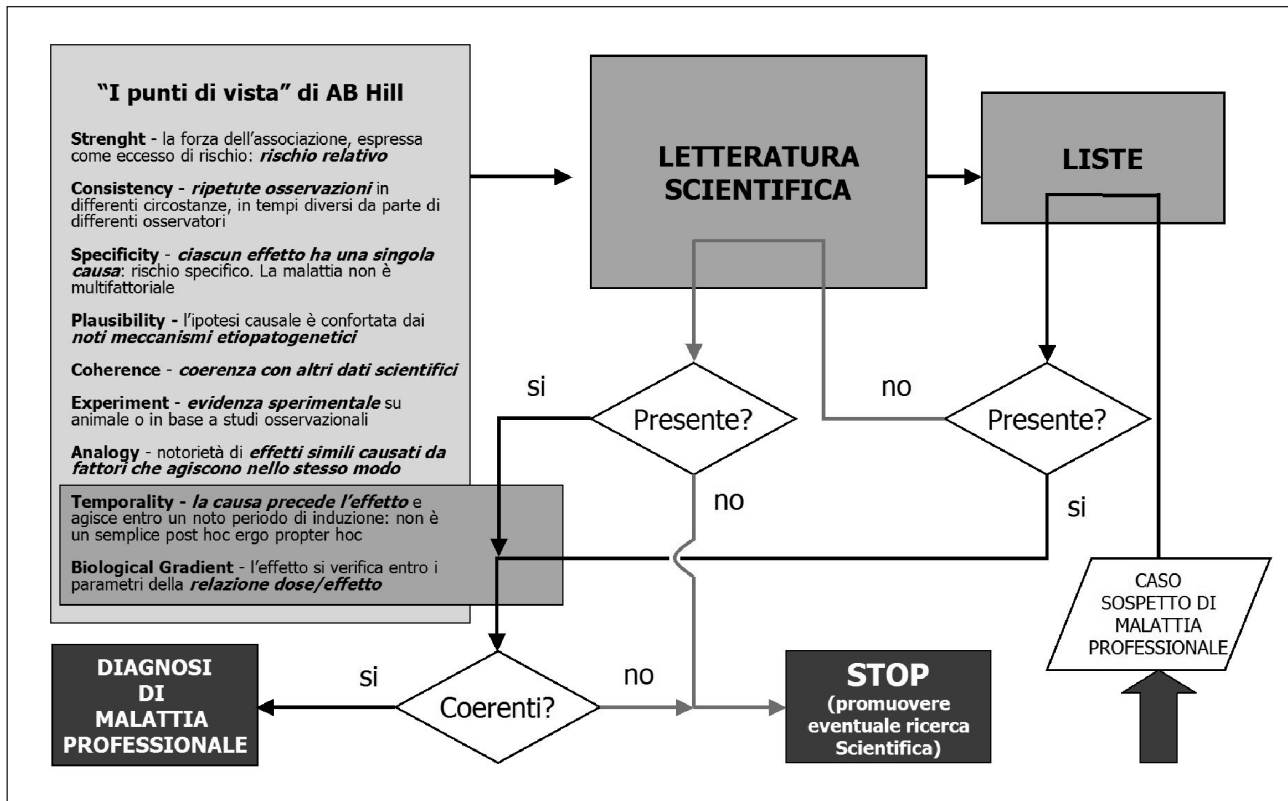 "I punti di vista" di AB Hill
Strenght - la forza dell'associazione, espressa
come eccesso di rischio: rischio relativo
Consistency - ripetute osservazioni in
differenti circostanze, in tempi diversi da parte di
differenti osservatori
Specificity - ciascun effetto ha una singola
causa: rischio specifico. La malattia non è
multifattoriale
Plausibility - l'ipotesi causale è confortata dai
noti meccanismi etiopatogenetici
Coherence - coerenza con altri dati scientifici
Experiment - evidenza sperimentale su
animale o in base a studi osservazionali
Analogy - notorietà di effetti simili causati da
fattori che agiscono nello stesso modo
Temporality - la causa precede l'effetto e
agisce entro un noto periodo di induzione: non è
un semplice post hoc ergo propter hoc
Biological Gradient - l'effetto si verifica entro i
parametri della relazione dose/effetto
LETTERATURA
SCIENTIFICA
LISTE
si
Presente?
no
Presente?
no
si
CASO
SOSPETTO DI
MALATTIA
PROFESSIONALE
DIAGNOSI
DI
MALATTIA
PROFESSIONALE
si
Coerenti?
no
STOP
(promuovere
eventuale ricerca
Scientifica)